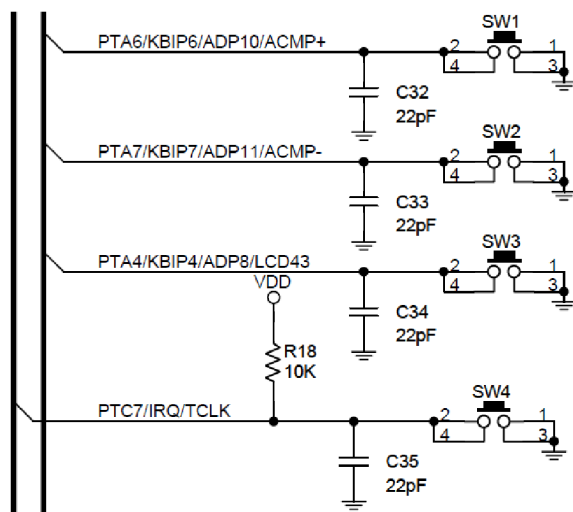 SW1
PTA6/KBIP6/ADP10/ACMP+
2 1
4 3
C32
22pF
SW2
PTA7/KBIP7/ADP11/ACMP-
2 1
4 3
C33
22pF
SW3
PTA4/KBIP4/ADP8/LCD43
2 1
VDD
4 3
C34
22pF
R18
10K
SW4
PTC7/IRQ/TCLK
2 1
4 3
C35
22pF